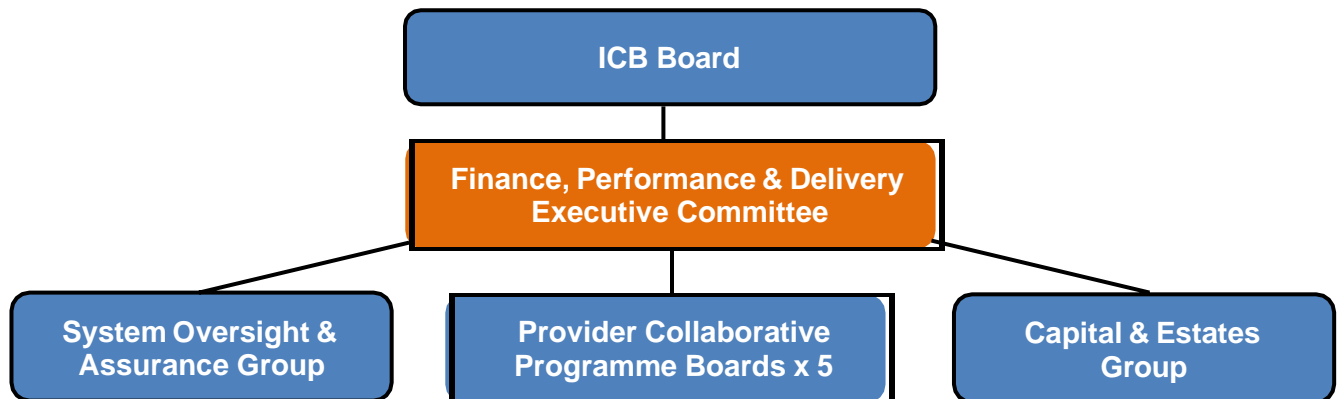 ICB Board
Finance, Performance & Delivery
Executive Committee
System Oversight &
Assurance Group
Provider Collaborative
Programme Boards x 5
Capital & Estates
Group